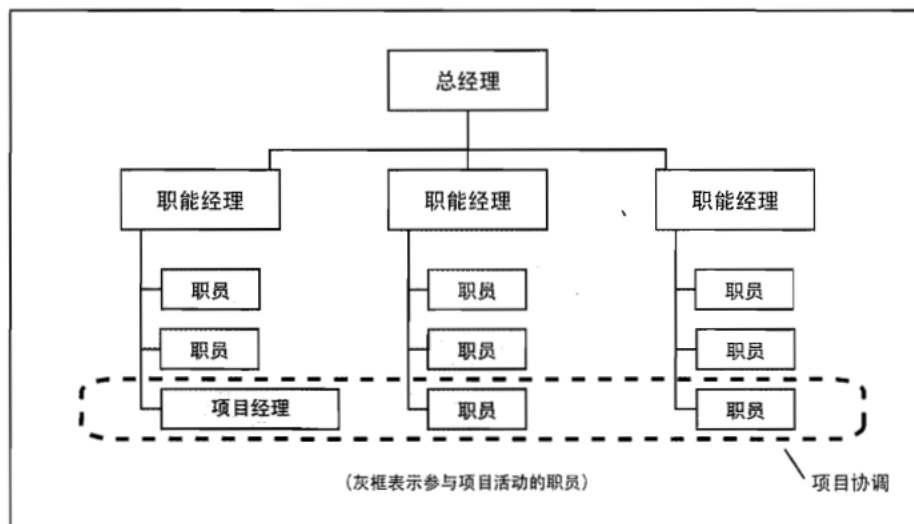 总经理
职能经理 职能经理 职能经理
职员 职员 职员
职员 职员 职员
项目经理 职员 职员
(灰框表示参与项目活动的职员) 项目协调